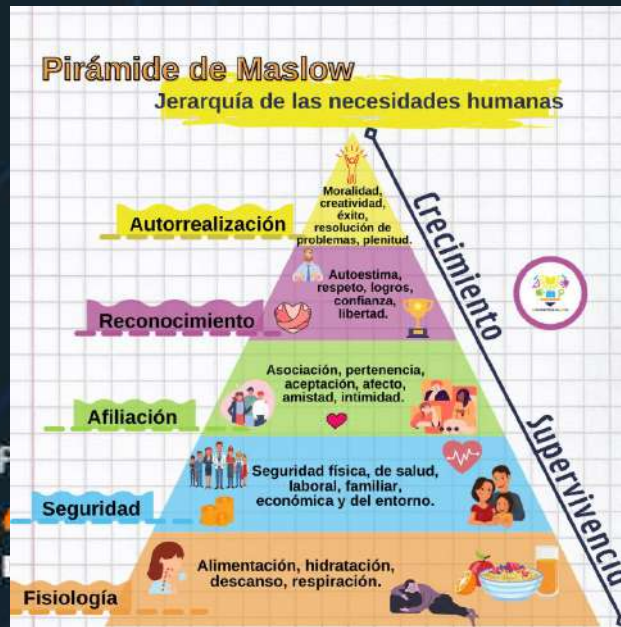 Pirámide de Maslow
Jerarquía de las necesidades humanas
Autorrealización
Moralidad,
creatividad,
éxito,
resolución de
problemas, plenitud.
Reconocimiento
Autoestima,
respeto, logros,
confianza,
libertad.
Afiliación
Asociación, pertenencia,
aceptación, afecto,
amistad, intimidad.
Seguridad
Seguridad física, de salud,
laboral, familiar,
económica y del entorno.
Fisiología
Alimentación, hidratación,
descanso, respiración.
Crecimiento
Supervivencia